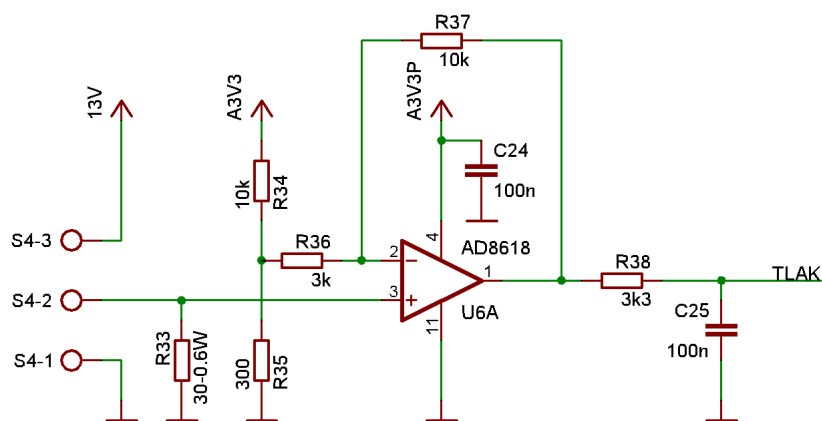 R37
10k
13V
A3V3
A3V3P
C24
100n
10k
R34
S4-3
R36
3k
2
4
AD8618
1
R38
3k3
TLAK
S4-2
3
U6A
11
C25
100n
S4-1
R33
30-0.6W
300
R35